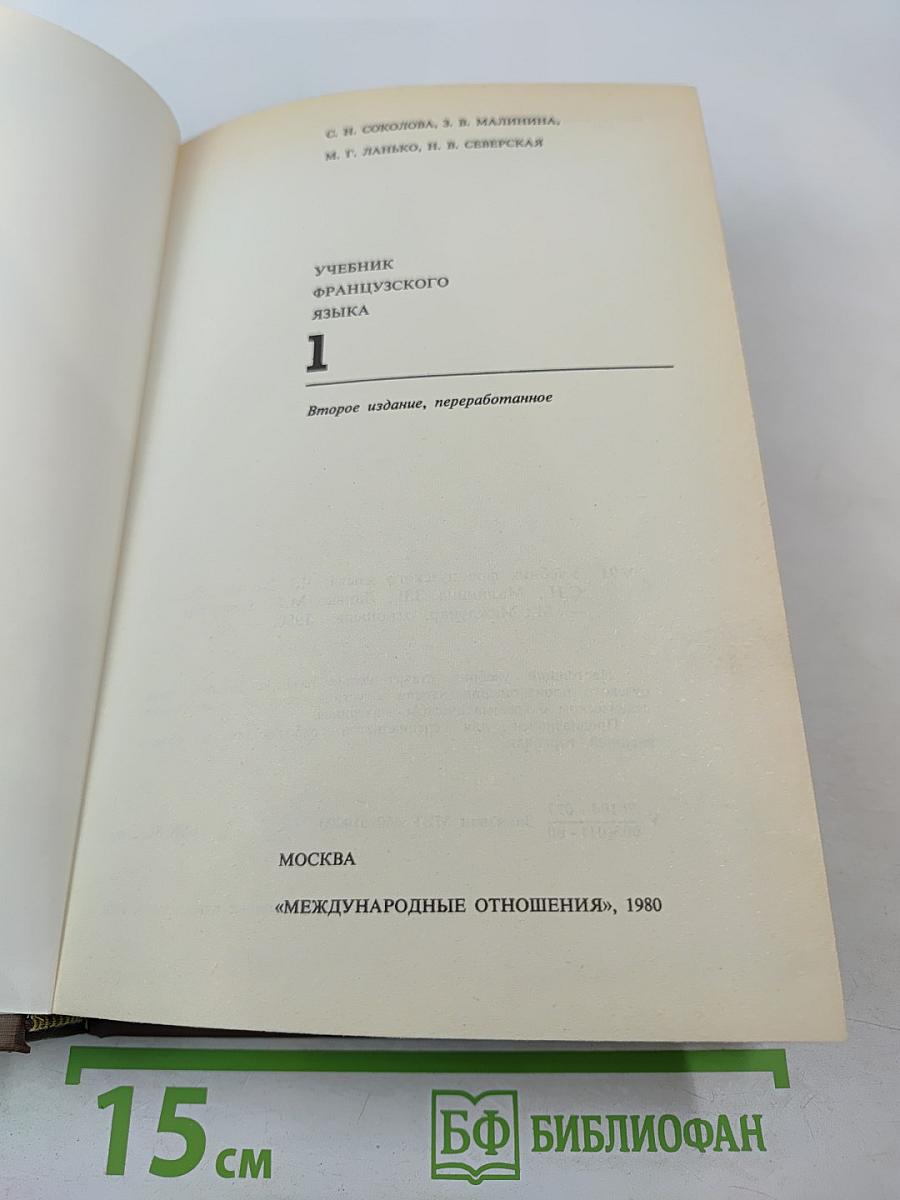 С. Н. СОКОЛОВА, З. В. МАЛИНИНА,
М. Г. ЛАНЬКО, Н. В. СЕВЕРСКАЯ
УЧЕБНИК
ФРАНЦУЗСКОГО
ЯЗЫКА
1
Второе издание, переработанное
МОСКВА
«МЕЖДУНАРОДНЫЕ ОТНОШЕНИЯ», 1980
15 см
БФ БИБЛИОФАН